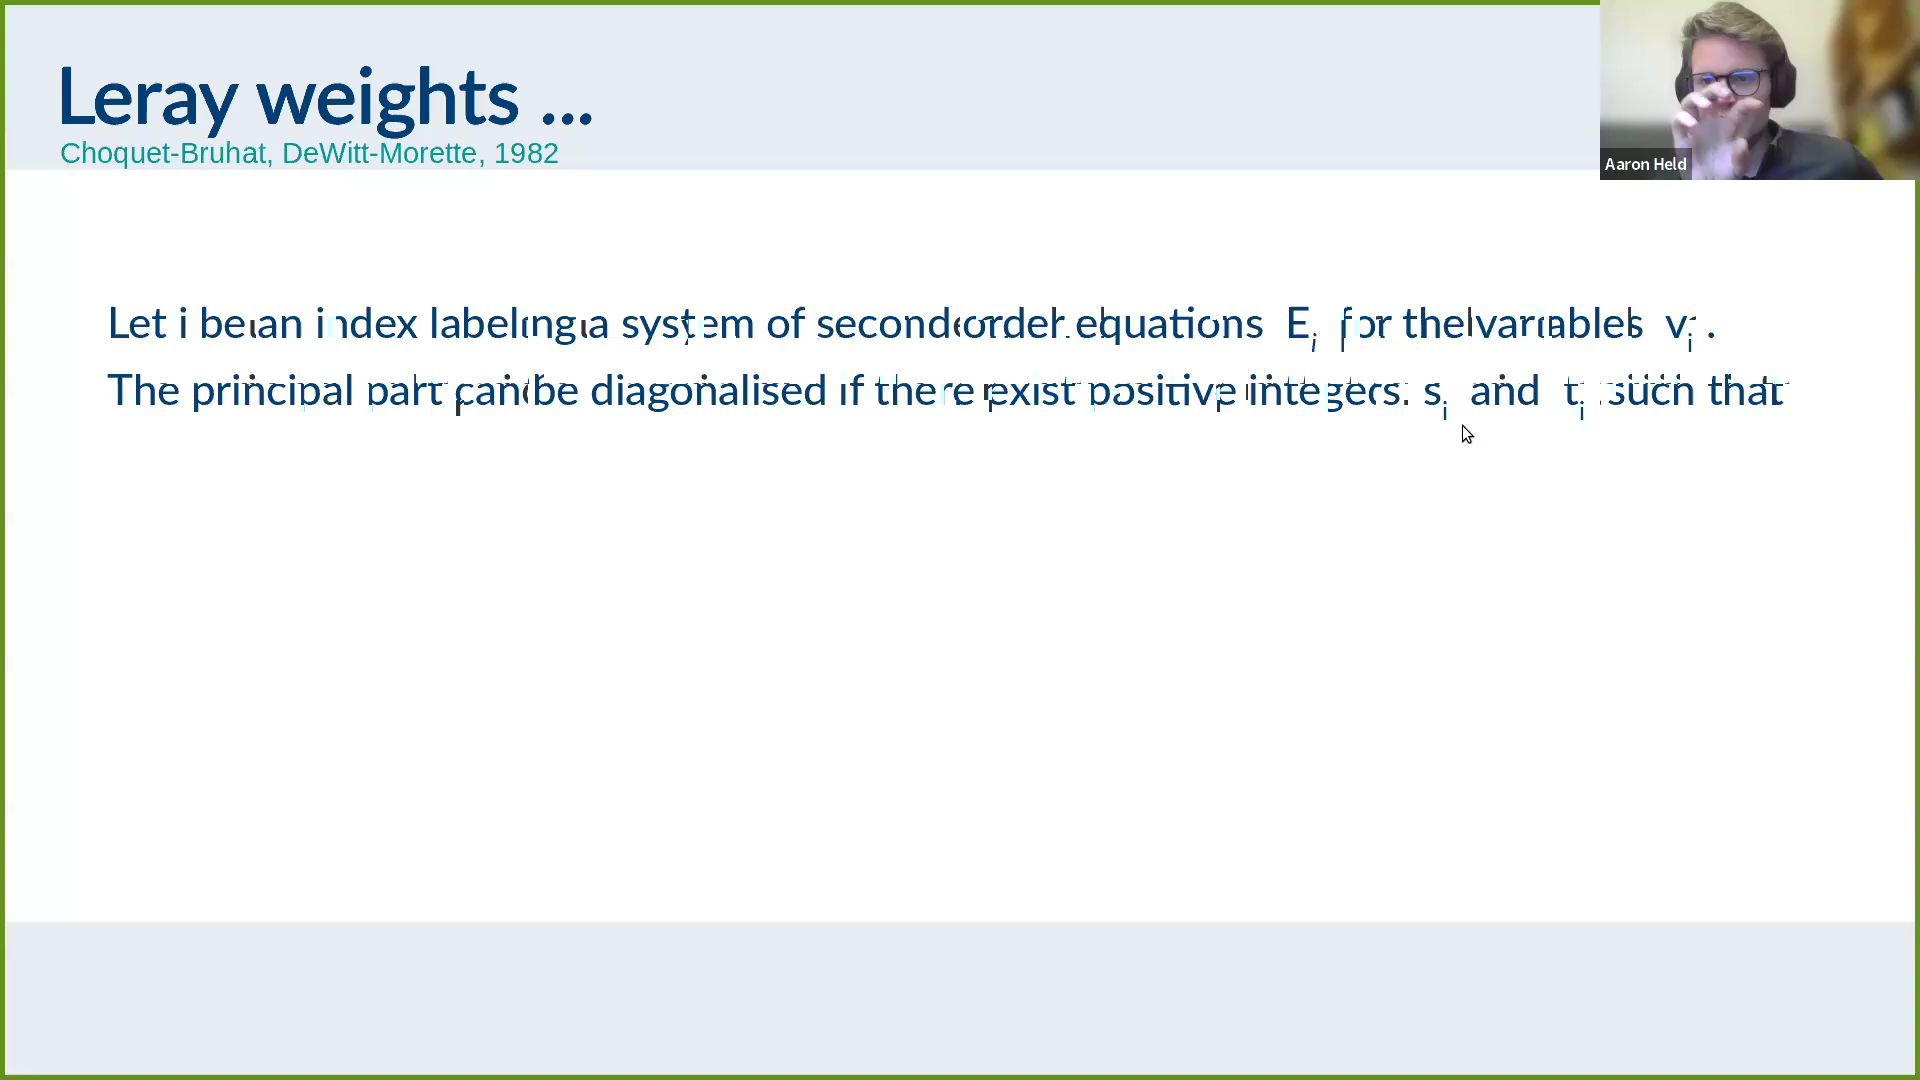 Leray weights ...
Choquet-Bruhat, DeWitt-Morette, 1982
Aaron Held
Let i be an index labeling a system of second order equations E_i for the variables v_i .
The principal part can be diagonalised if there exist positive integers s_i and t_i such that